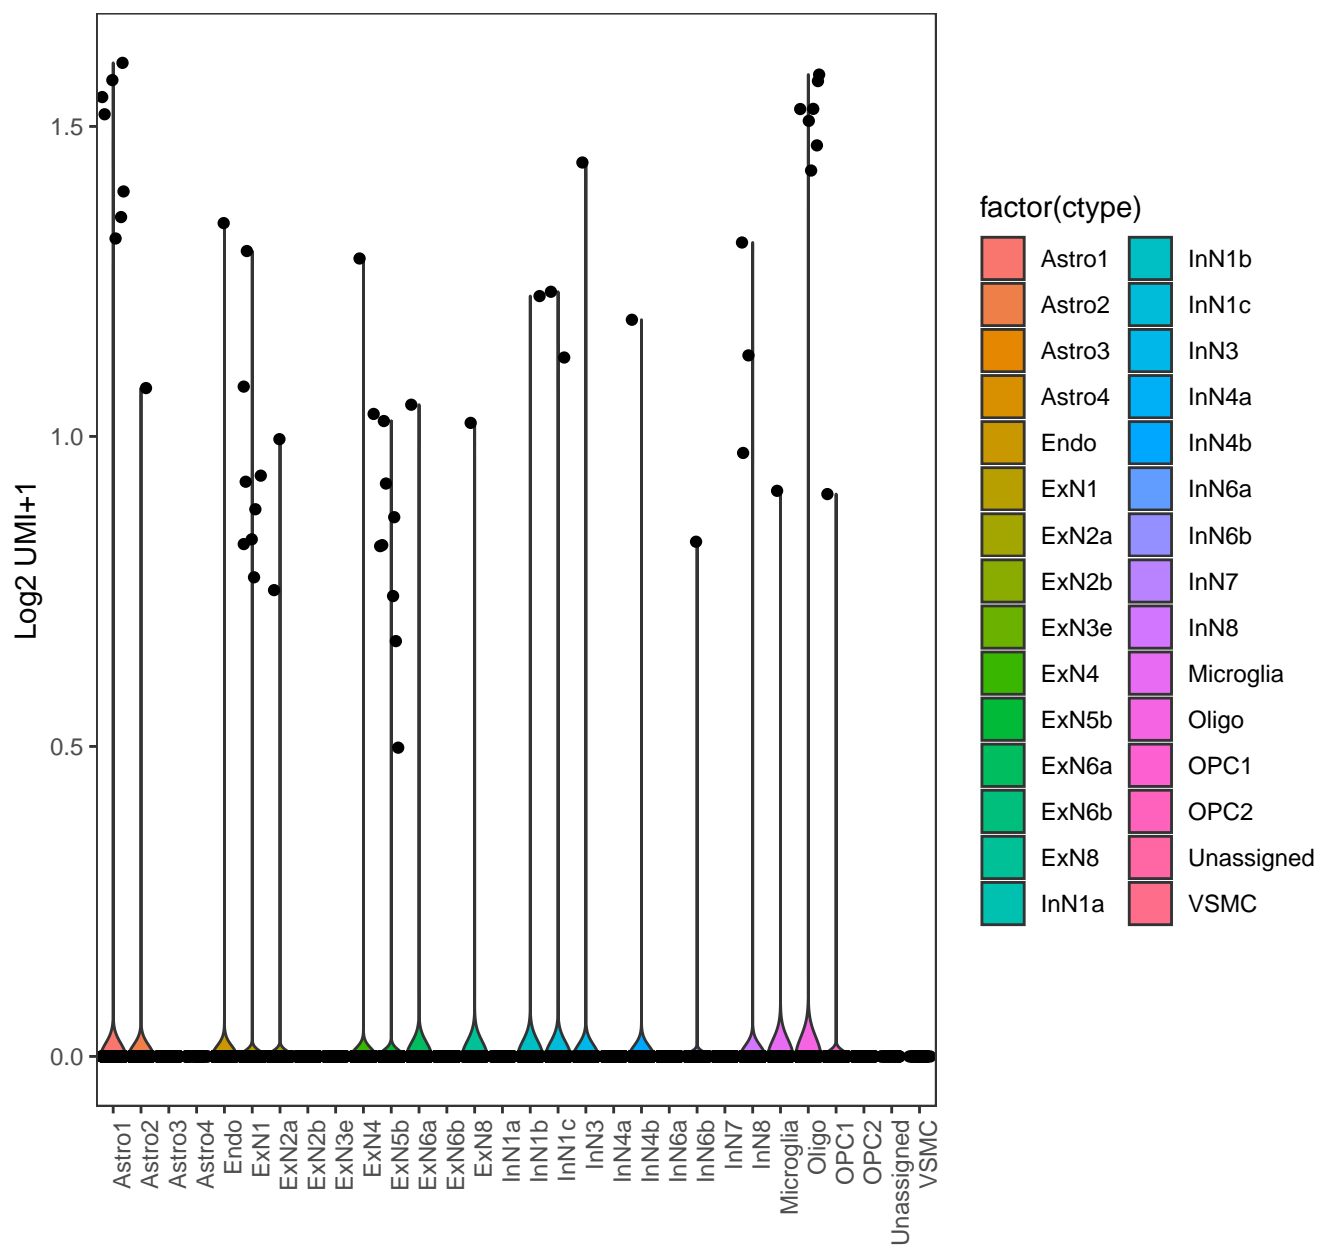 Log2 UMI+1
1.5
1.0
0.5
0.0
Astro1
Astro2
Astro3
Astro4
Endo
ExN1
ExN2a
ExN2b
ExN3e
ExN4
ExN5b
ExN6a
ExN6b
ExN8
InN1a
InN1b
InN1c
InN3
InN4a
InN4b
InN6a
InN6b
InN7
InN8
Microglia
Oligo
OPC1
OPC2
Unassigned
VSMC
factor(ctype)
Astro1
Astro2
Astro3
Astro4
Endo
ExN1
ExN2a
ExN2b
ExN3e
ExN4
ExN5b
ExN6a
ExN6b
ExN8
InN1a
InN1b
InN1c
InN3
InN4a
InN4b
InN6a
InN6b
InN7
InN8
Microglia
Oligo
OPC1
OPC2
Unassigned
VSMC